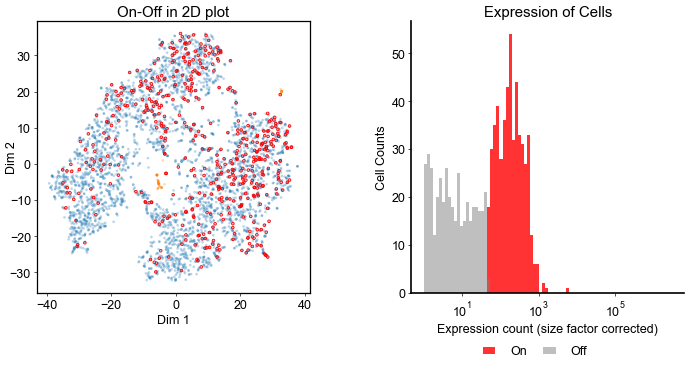 On-Off in 2D plot
Dim 2
30
20
10
0
−10
−20
−30
−40 −20 0 20 40
Dim 1
Expression of Cells
Cell Counts
50
40
30
20
10
0
10^1 10^3 10^5
Expression count (size factor corrected)
On Off